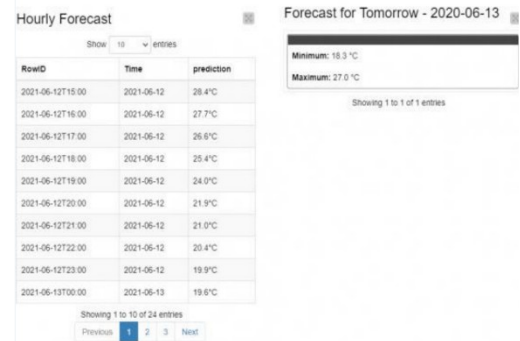 Hourly Forecast
Show 10 entries
RowID Time prediction
2021-06-12T15:00 2021-06-12 28.4°C
2021-06-12T16:00 2021-06-12 27.7°C
2021-06-12T17:00 2021-06-12 26.6°C
2021-06-12T18:00 2021-06-12 25.4°C
2021-06-12T19:00 2021-06-12 24.0°C
2021-06-12T20:00 2021-06-12 21.9°C
2021-06-12T21:00 2021-06-12 21.0°C
2021-06-12T22:00 2021-06-12 20.4°C
2021-06-12T23:00 2021-06-12 19.9°C
2021-06-13T00:00 2021-06-13 19.6°C
Showing 1 to 10 of 24 entries
Previous 1 2 3 Next
Forecast for Tomorrow - 2020-06-13
Minimum: 18.3 °C
Maximum: 27.0 °C
Showing 1 to 1 of 1 entries